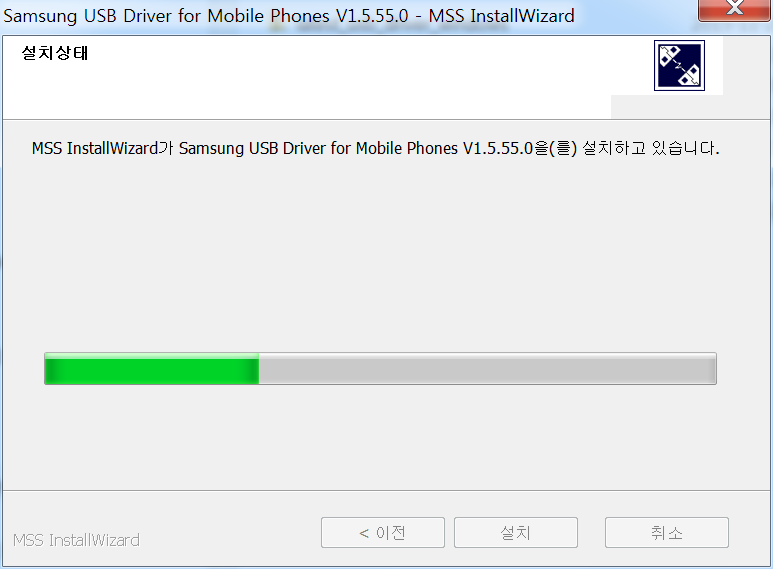 Samsung USB Driver for Mobile Phones V1.5.55.0 - MSS InstallWizard
설치상태
MSS InstallWizard가 Samsung USB Driver for Mobile Phones V1.5.55.0을(를) 설치하고 있습니다.
MSS InstallWizard
< 이전
설치
취소